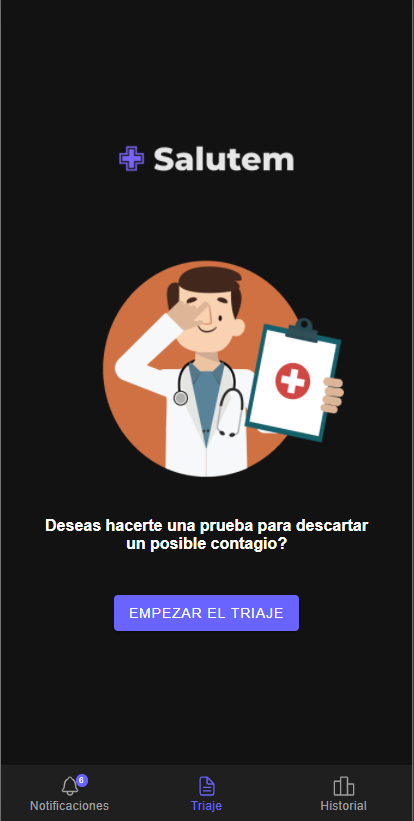 Salutem
Deseas hacerte una prueba para descartar
un posible contagio?
EMPEZAR EL TRIAJE
6
Notificaciones
Triaje
Historial